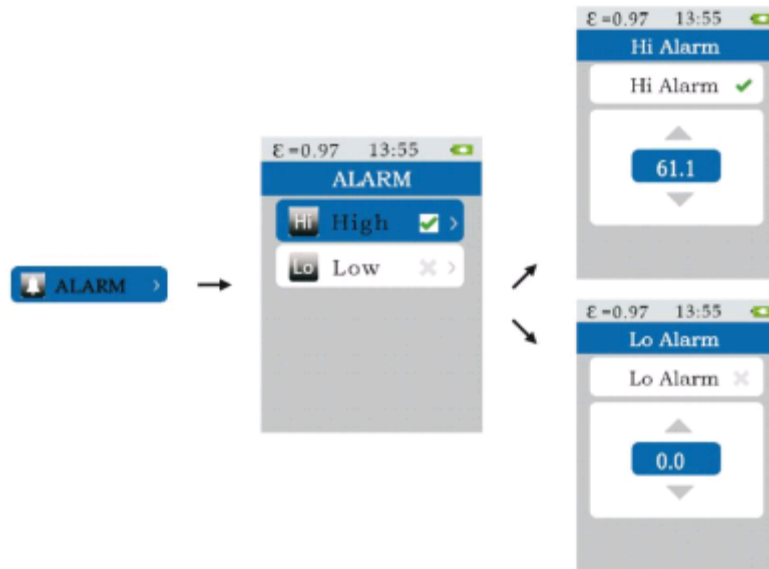 ALARM
ε=0.97 13:55
ALARM
Hi High
Lo Low
ε=0.97 13:55
Hi Alarm
Hi Alarm
61.1
ε=0.97 13:55
Lo Alarm
Lo Alarm
0.0